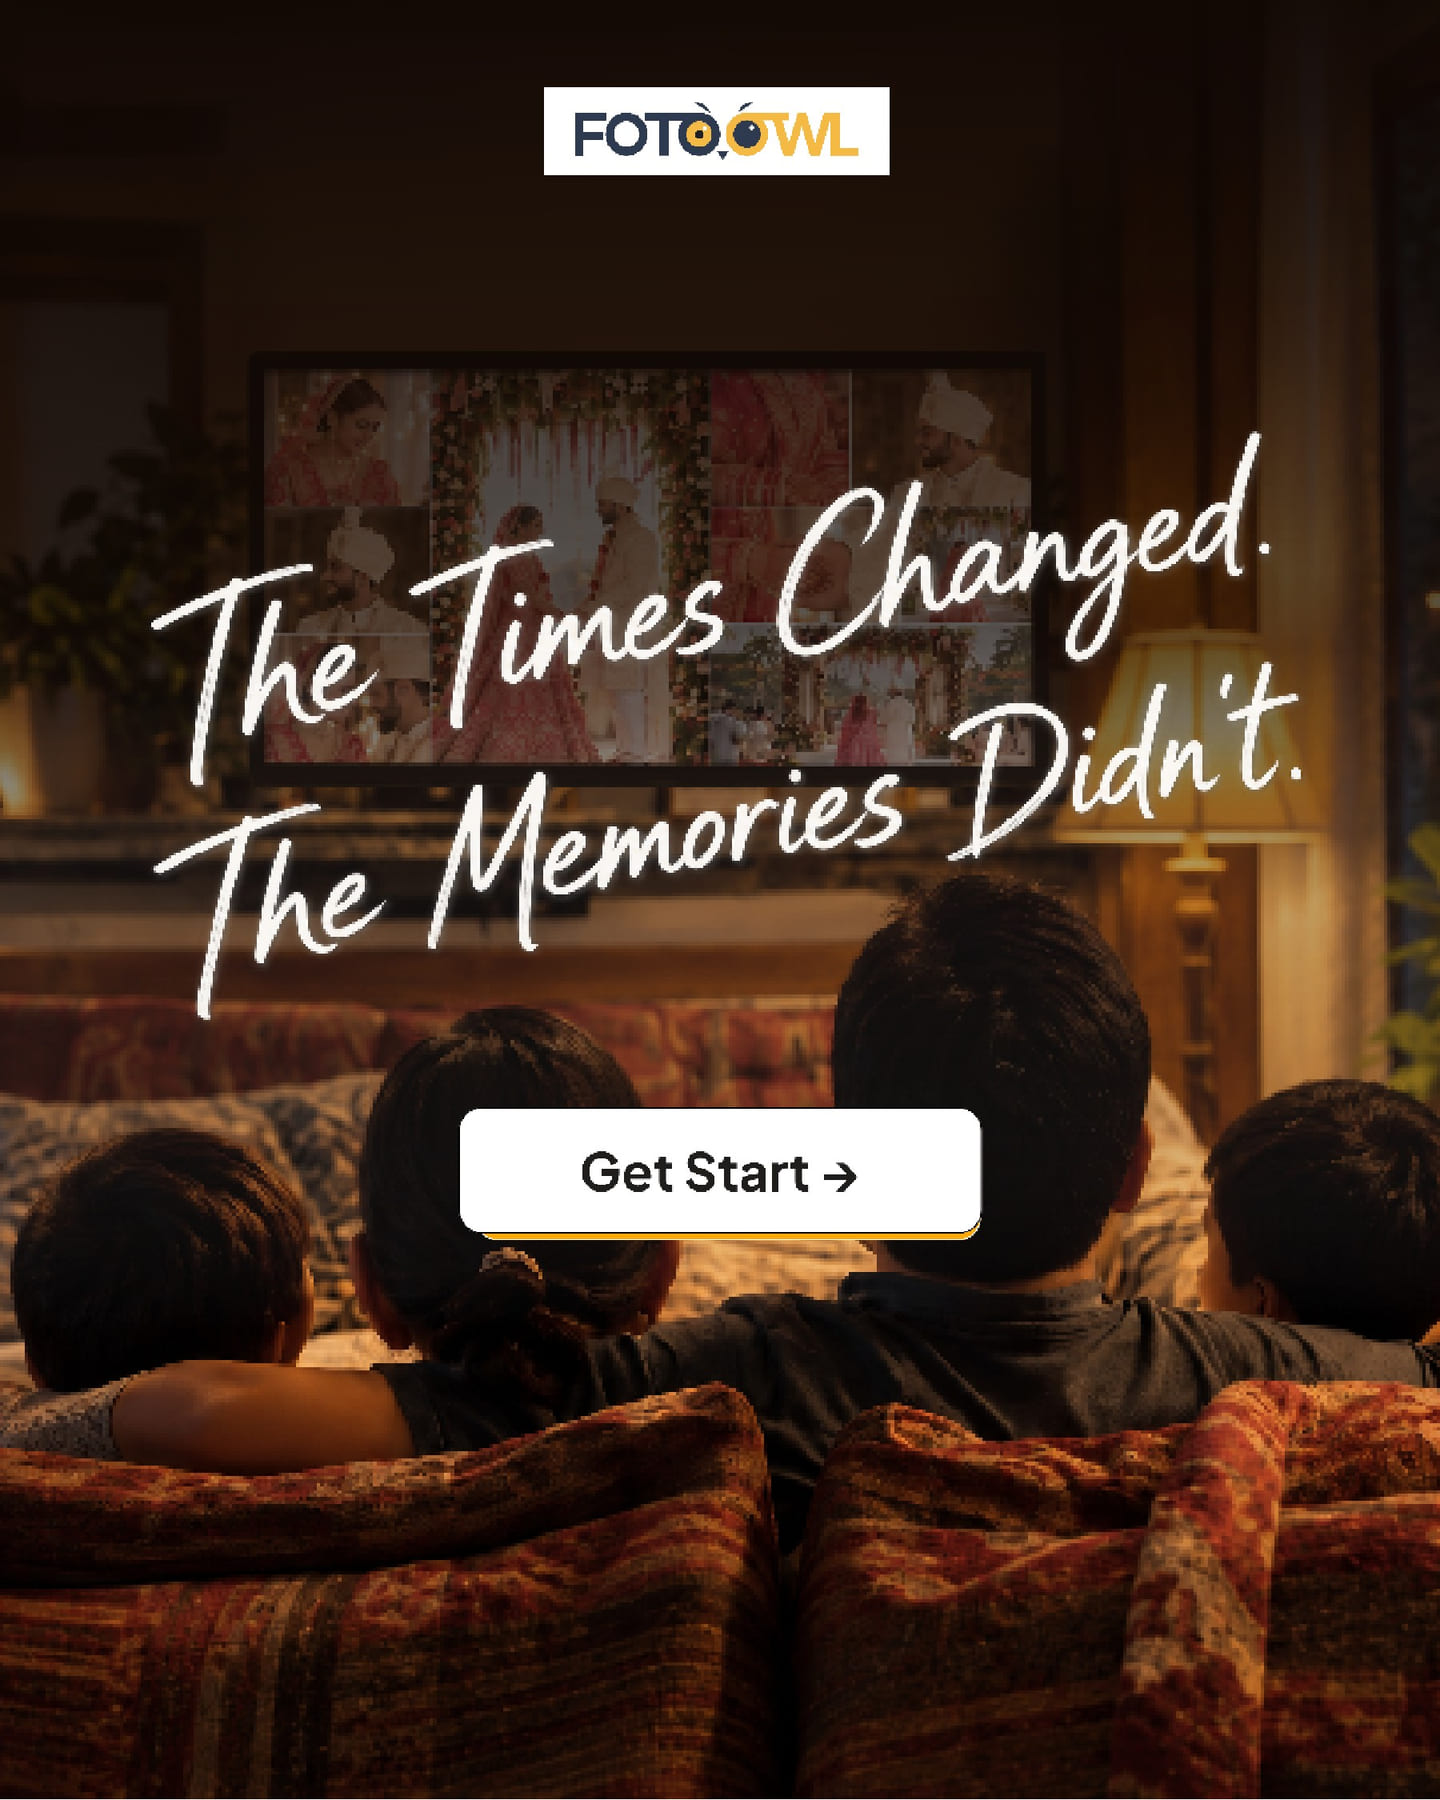 FOTOOWL
The Times Changed.
The Memories Didn't.
Get Start →